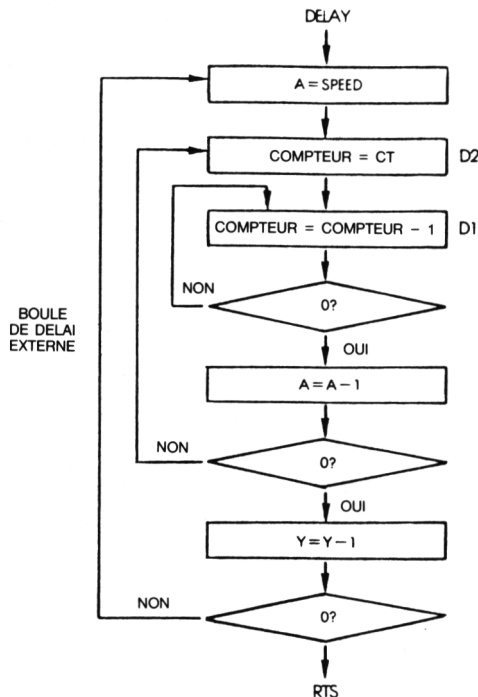 DELAY
A = SPEED
COMPTEUR = CT
D2
COMPTEUR = COMPTEUR - 1
D1
NON
0?
OUI
BOULE
DE DELAI
EXTERNE
A = A - 1
NON
0?
OUI
Y = Y - 1
NON
0?
RTS